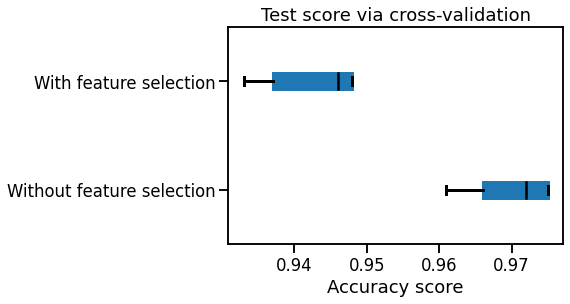 Test score via cross-validation
With feature selection
Without feature selection
0.94 0.95 0.96 0.97
Accuracy score